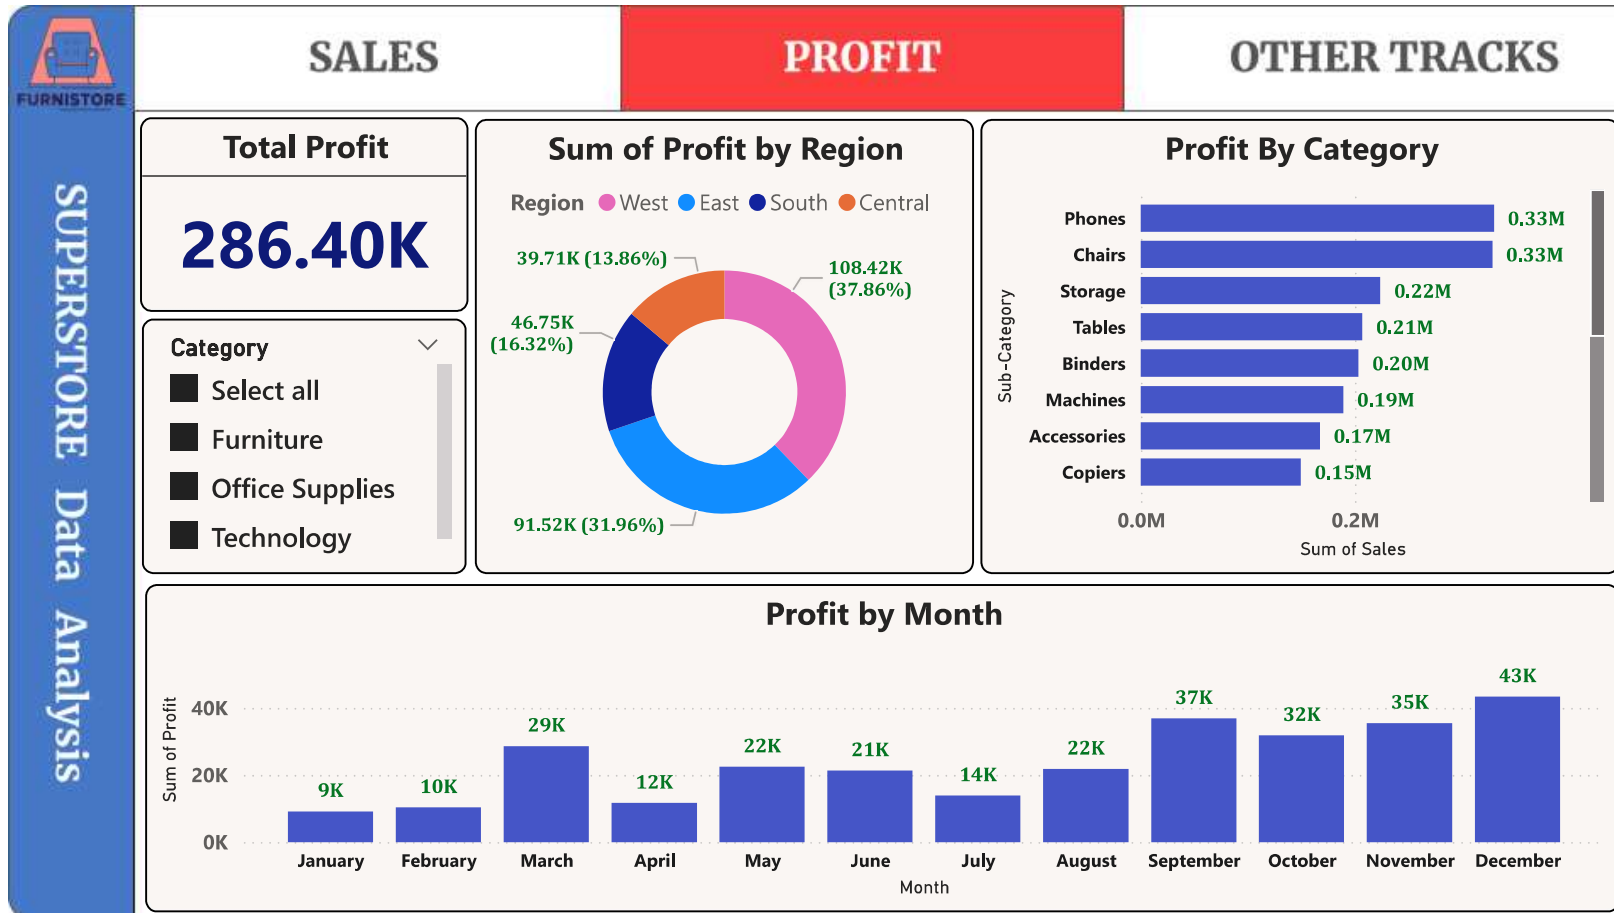 FURNISTORE
SUPERSTORE Data Analysis
SALES
PROFIT
OTHER TRACKS
Total Profit
286.40K
Category
Select all
Furniture
Office Supplies
Technology
Sum of Profit by Region
Region West East South Central
39.71K (13.86%)
108.42K
(37.86%)
46.75K
(16.32%)
91.52K (31.96%)
Profit By Category
Sub-Category
Phones 0.33M
Chairs 0.33M
Storage 0.22M
Tables 0.21M
Binders 0.20M
Machines 0.19M
Accessories 0.17M
Copiers 0.15M
0.0M 0.2M
Sum of Sales
Profit by Month
Sum of Profit
40K
20K
0K
9K 10K 29K 12K 22K 21K 14K 22K 37K 32K 35K 43K
January February March April May June July August September October November December
Month